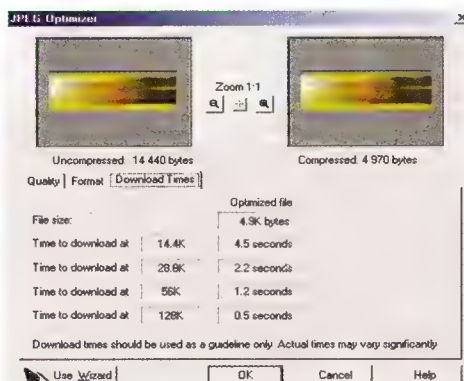 JPEG Optimizer
Zoom 1:1
Uncompressed: 14 440 bytes
Compressed: 4 970 bytes
Quality | Format | Download Times
Optimized file
File size: 4.9K bytes
Time to download at 14.4K 4.5 seconds
Time to download at 28.8K 2.2 seconds
Time to download at 56K 1.2 seconds
Time to download at 128K 0.5 seconds
Download times should be used as a guideline only. Actual times may vary significantly
Use Wizard OK Cancel Help